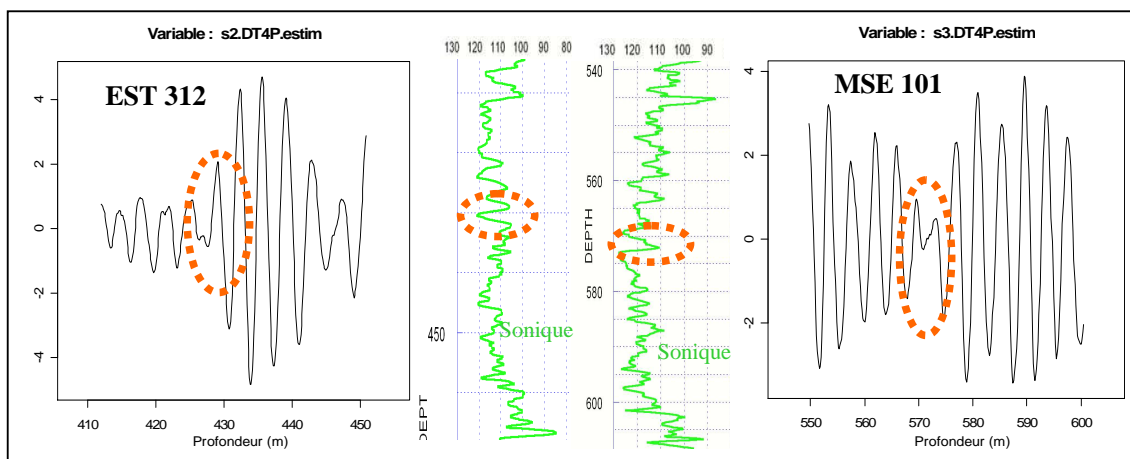 Variable : s2.DT4P.estim
EST 312
4
2
0
2
4
410 420 430 440 450
Profondeur (m)
130 120 110 100 90 80
450
Sonique
DEPT
130 120 110 100 90
540
560
DEPTH
580
Sonique
600
Variable : s3.DT4P.estim
MSE 101
4
2
0
-2
550 560 570 580 590 600
Profondeur (m)